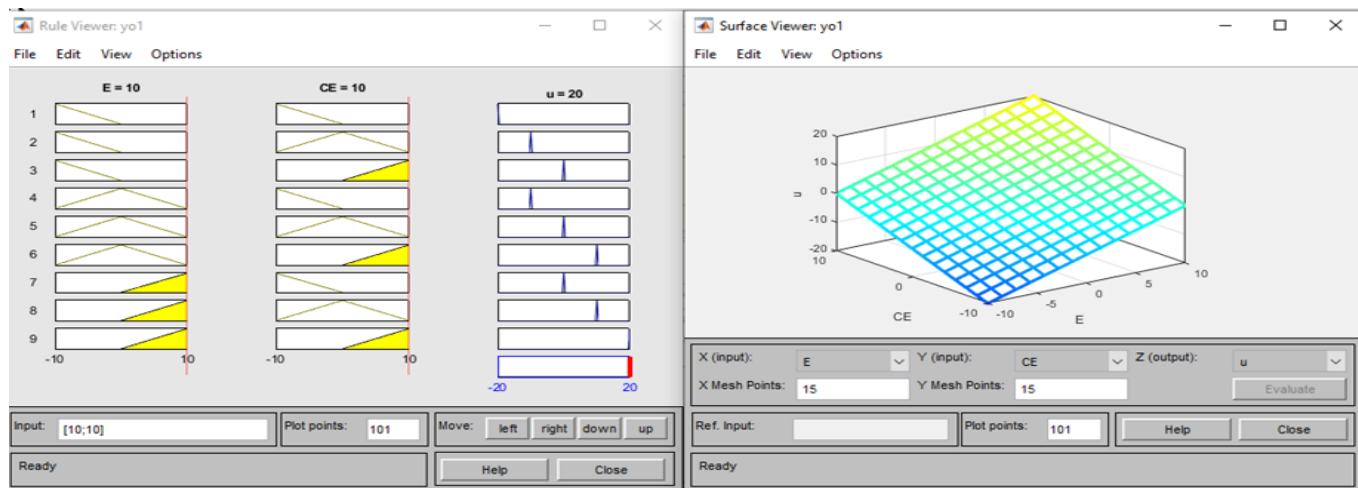 Rule Viewer: yo1
File Edit View Options
E = 10 CE = 10 u = 20
1
2
3
4
5
6
7
8
9
-10 10 -10 10
-20 20
Input: [10;10] Plot points: 101 Move: left right down up
Ready Help Close
Surface Viewer: yo1
File Edit View Options
20
10
0
-10
-20
u
10
0
-10
CE
-10
-5
0
5
10
E
X (input): E Y (input): CE Z (output): u
X Mesh Points: 15 Y Mesh Points: 15 Evaluate
Ref. Input: Plot points: 101 Help Close
Ready